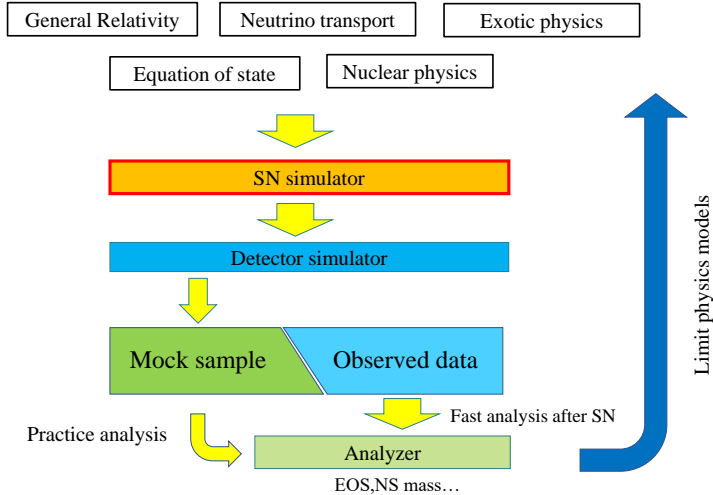 General Relativity
Neutrino transport
Exotic physics
Equation of state
Nuclear physics
SN simulator
Detector simulator
Mock sample
Observed data
Limit physics models
Fast analysis after SN
Practice analysis
Analyzer
EOS,NS mass…